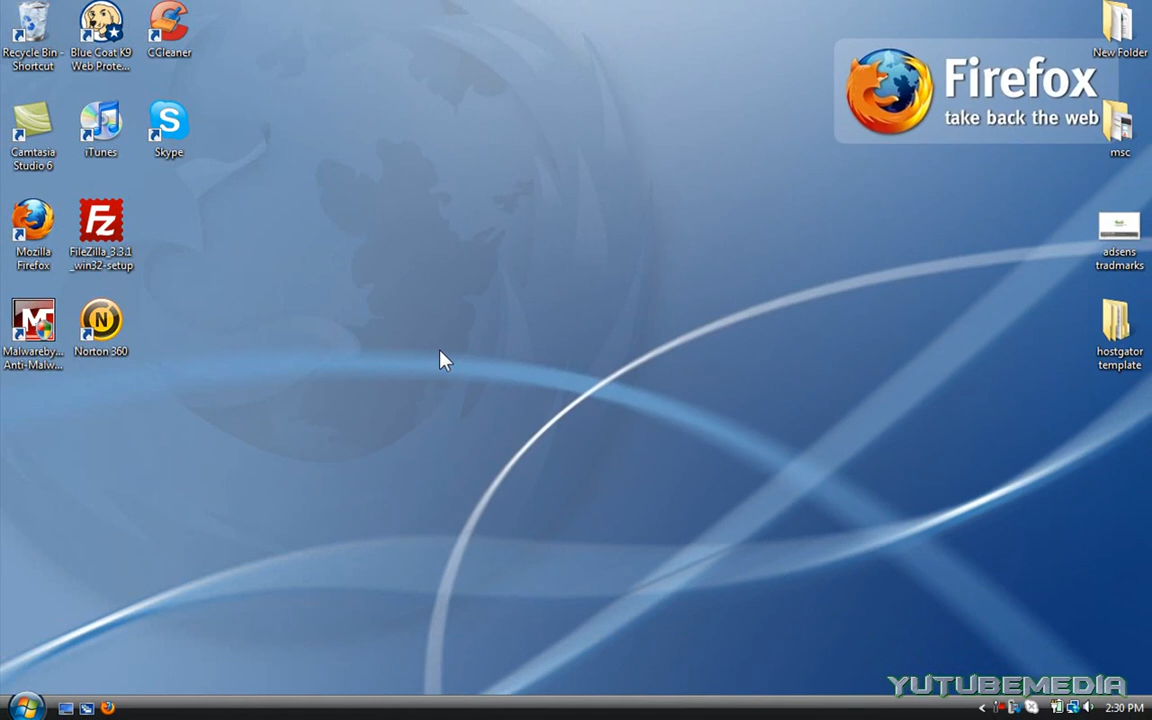 Recycle Bin -
Shortcut
Blue Coat K9
Web Prote...
CCleaner
New Folder
Firefox
take back the web
Camtasia
Studio 6
iTunes
S
Skype
msc
Mozilla
Firefox
Fz
FileZilla_3.3.1
_win32-setup
adsens
tradmarks
M
Malwareby...
Anti-Malw...
N
Norton 360
hostgator
template
YUTUBEMEDIA
2:30 PM